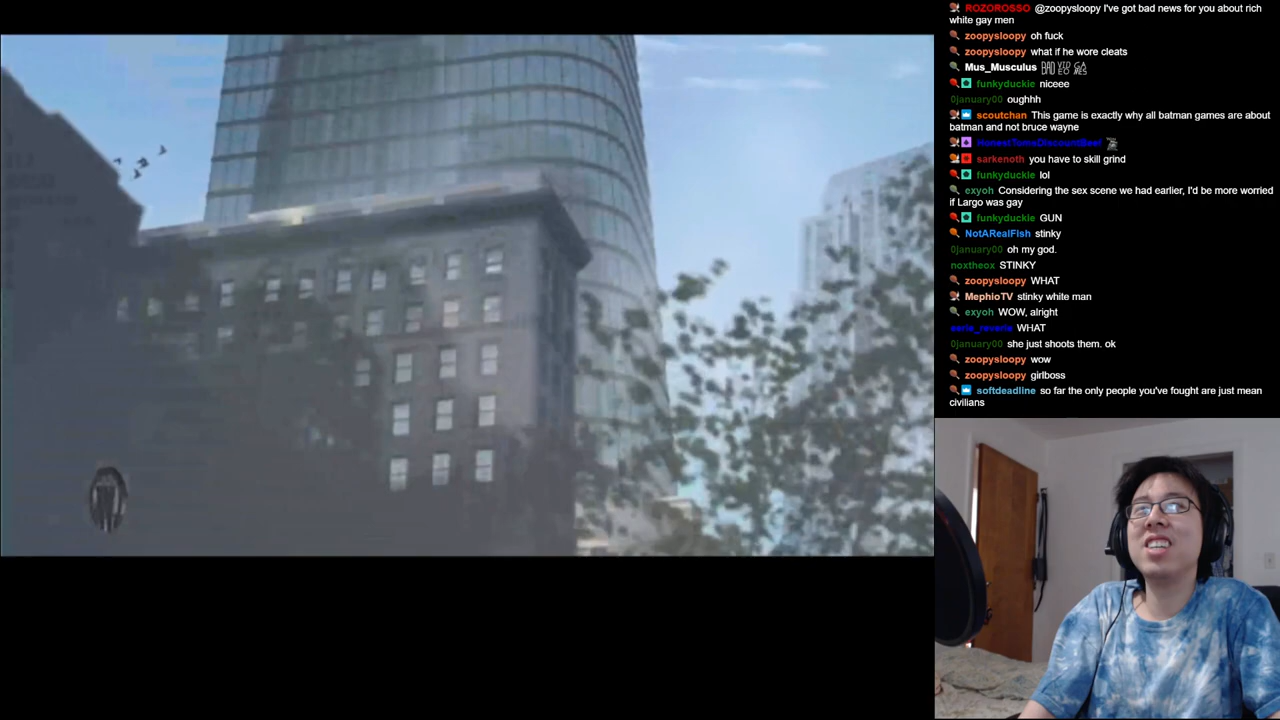 ROZOROSSO @zoopysloopy I've got bad news for you about rich
white gay men
zoopysloopy oh fuck
zoopysloopy what if he wore cleats
Mus_Musculus BAD VIDEO GAMES
funkyduckie niceee
0january00 oughhh
scoutchan This game is exactly why all batman games are about
batman and not bruce wayne
HonestTomsDiscountBeef
sarkenoth you have to skill grind
funkyduckie lol
exyoh Considering the sex scene we had earlier, I'd be more worried
if Largo was gay
funkyduckie GUN
NotARealFish stinky
0january00 oh my god.
noxtheox STINKY
zoopysloopy WHAT
MephioTV stinky white man
exyoh WOW, alright
WHAT
0january00 she just shoots them. ok
zoopysloopy wow
zoopysloopy girlboss
softdeadline so far the only people you've fought are just mean
civilians